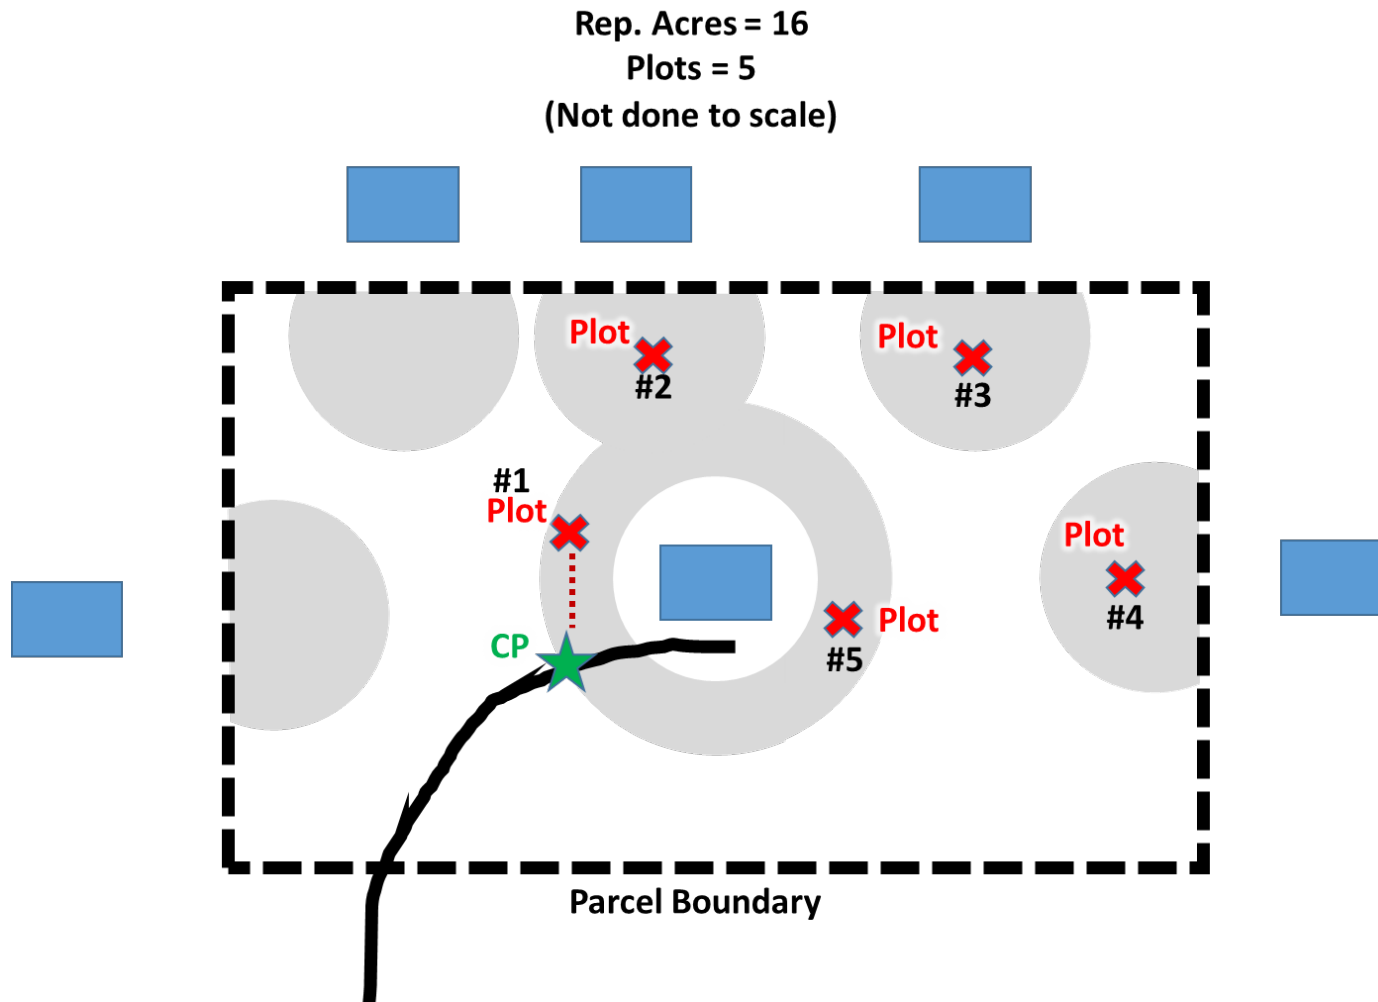 Rep. Acres = 16
Plots = 5
(Not done to scale)
Plot
#2
Plot
#3
#1
Plot
Plot
#4
CP
Plot
#5
Parcel Boundary